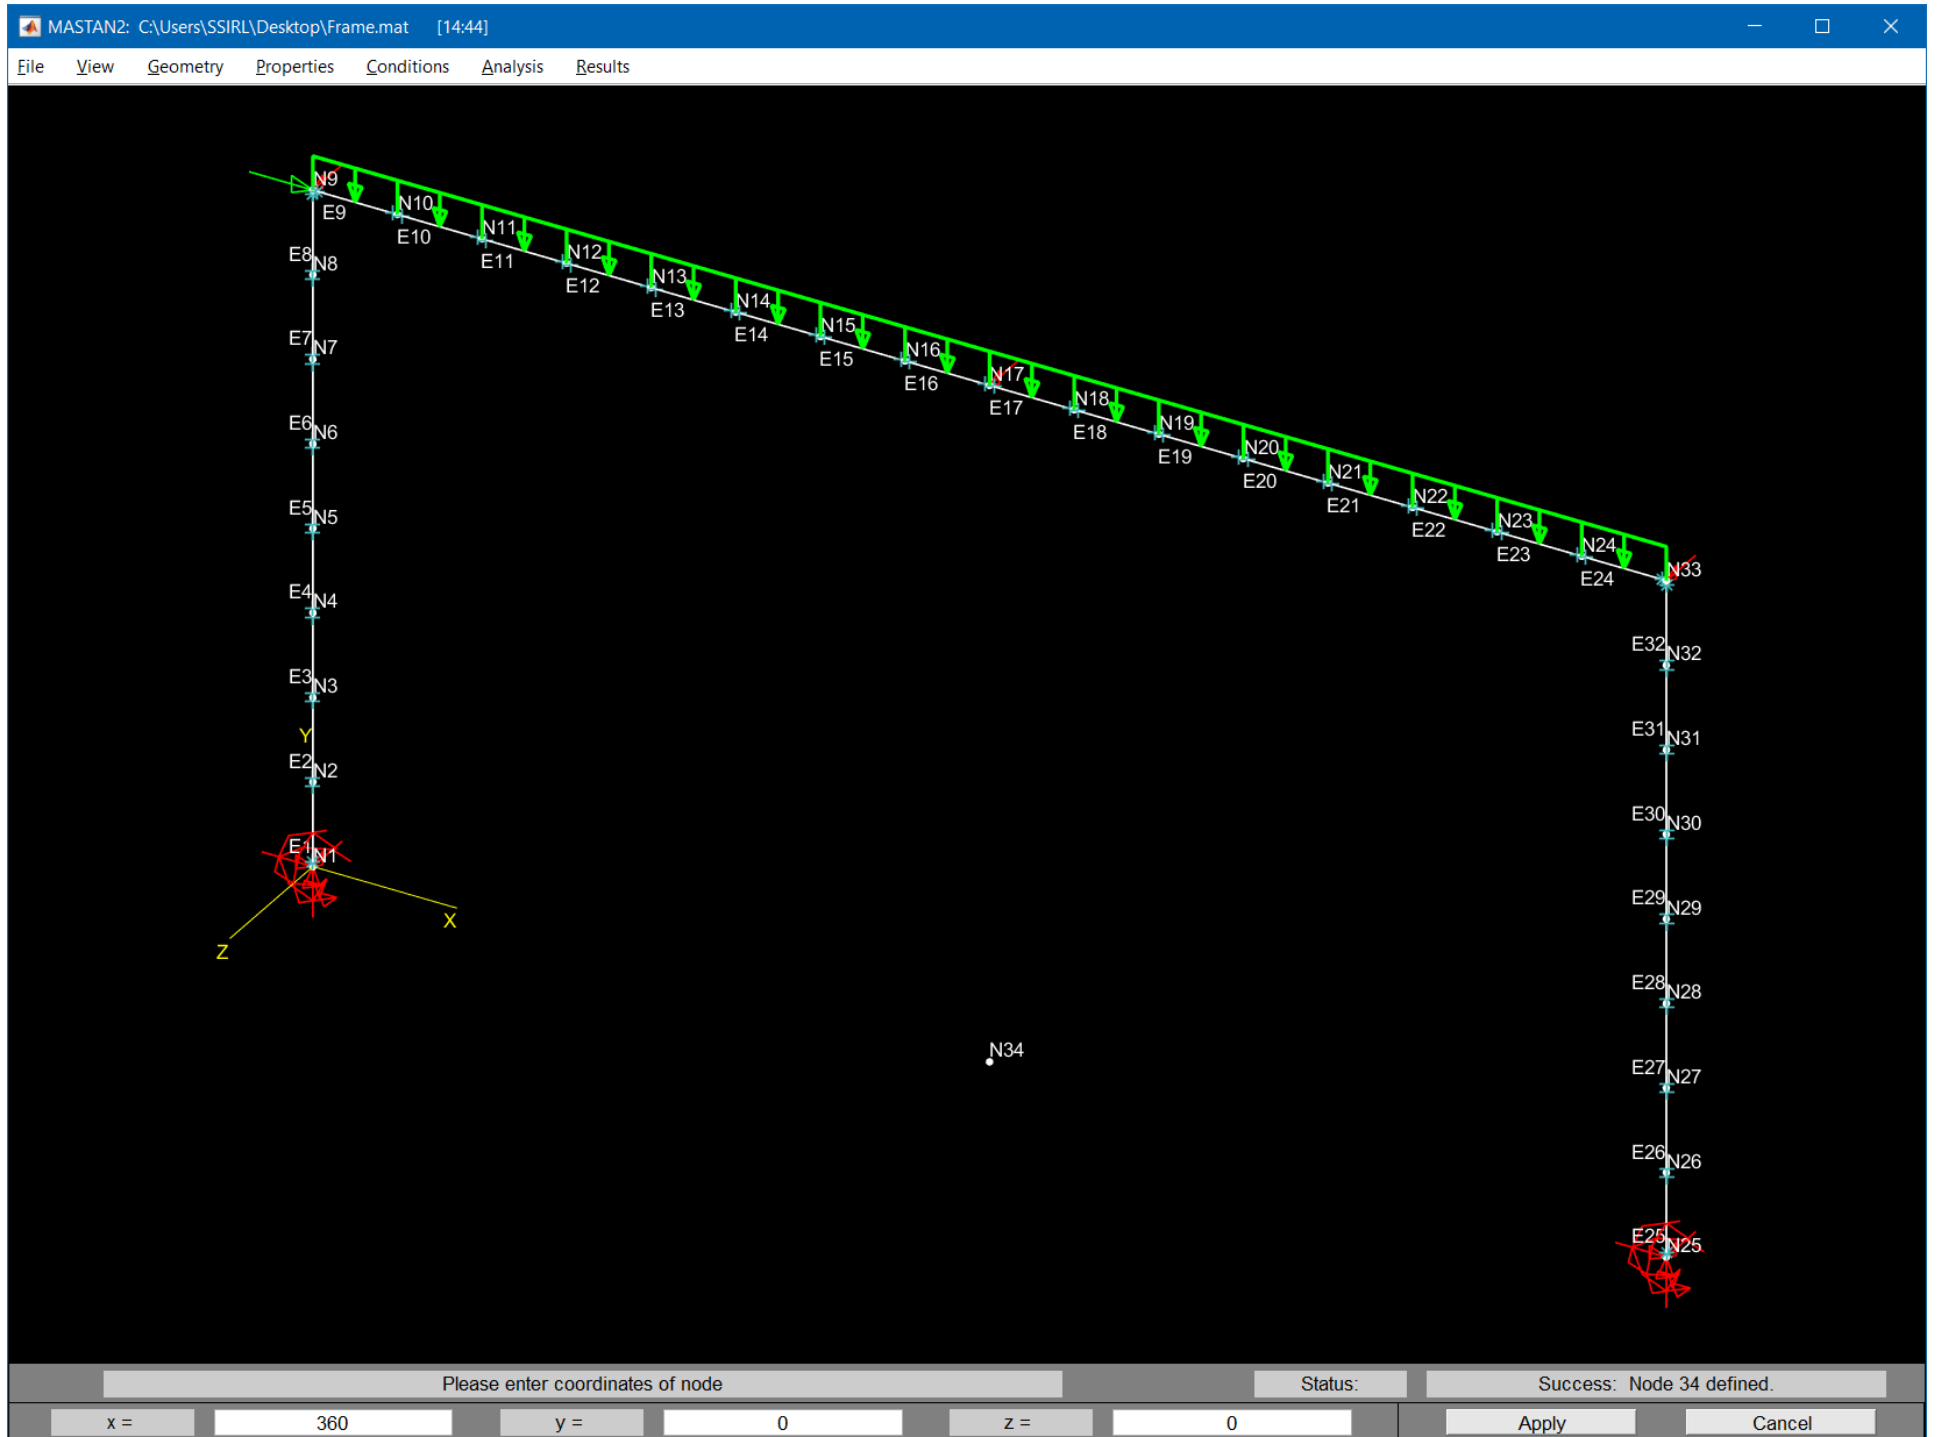 MASTAN2: C:\Users\SSIRL\Desktop\Frame.mat [14:44]
File View Geometry Properties Conditions Analysis Results
N9
E9
N10
E10
N11
E11
N12
E12
N13
E13
N14
E14
N15
E15
N16
E16
N17
E17
N18
E18
N19
E19
N20
E20
N21
E21
N22
E22
N23
E23
N24
E24
N33
E8
N8
E7
N7
E6
N6
E5
N5
E4
N4
E3
N3
Y
E2
N2
E1
N1
X
Z
N34
E32
N32
E31
N31
E30
N30
E29
N29
E28
N28
E27
N27
E26
N26
E25
N25
Please enter coordinates of node Status: Success: Node 34 defined.
x = 360 y = 0 z = 0 Apply Cancel